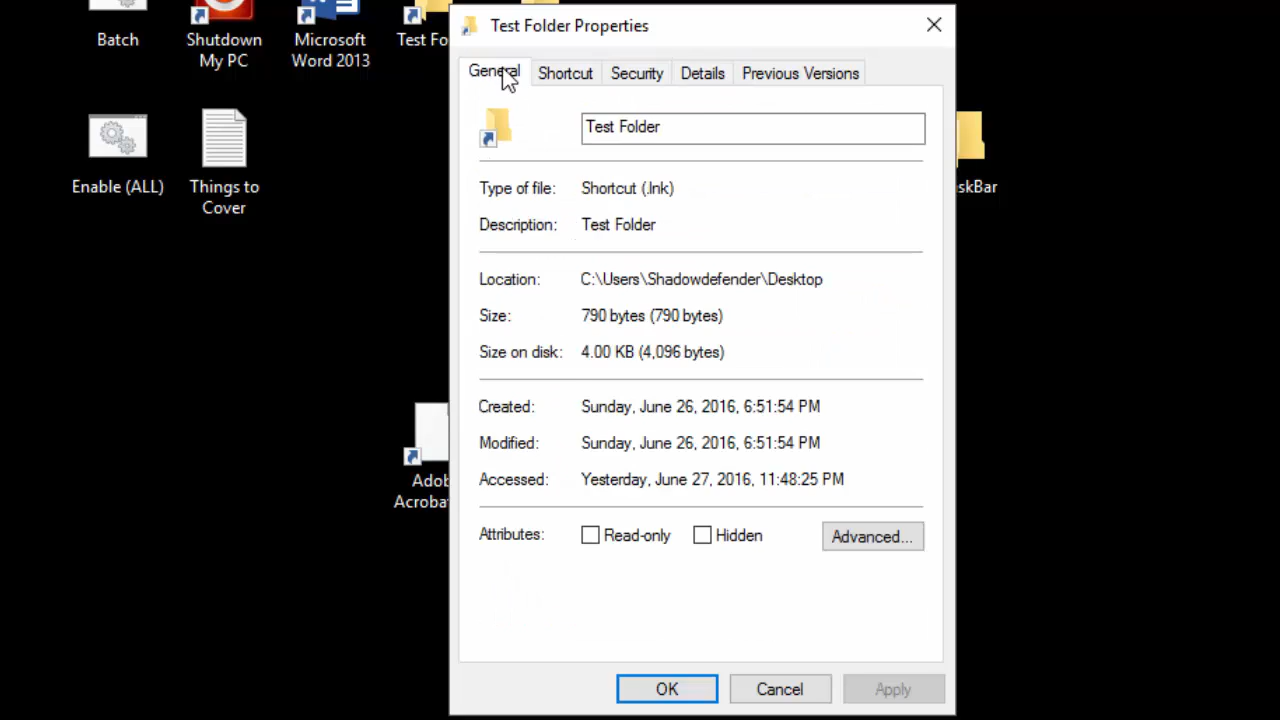 Batch
Shutdown
My PC
Microsoft
Word 2013
Test Fo
Enable (ALL)
Things to
Cover
Adob
Acroba
skBar
Test Folder Properties
General
Shortcut
Security
Details
Previous Versions
Test Folder
Type of file: Shortcut (.lnk)
Description: Test Folder
Location: C:\Users\Shadowdefender\Desktop
Size: 790 bytes (790 bytes)
Size on disk: 4.00 KB (4,096 bytes)
Created: Sunday, June 26, 2016, 6:51:54 PM
Modified: Sunday, June 26, 2016, 6:51:54 PM
Accessed: Yesterday, June 27, 2016, 11:48:25 PM
Attributes: Read-only Hidden Advanced...
OK Cancel Apply